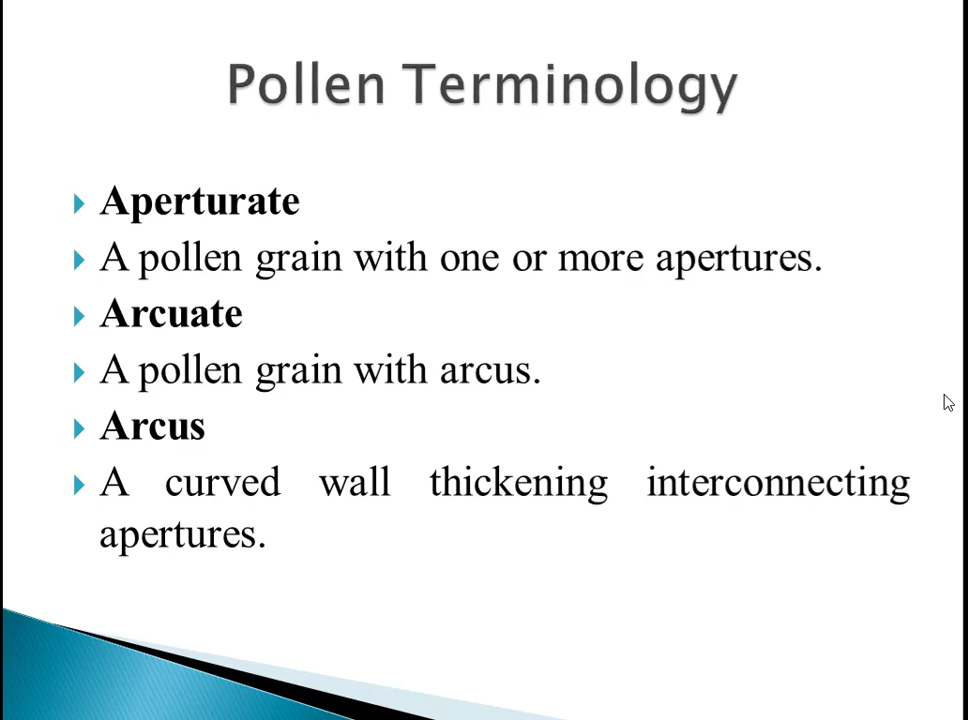 Pollen Terminology
Aperturate
A pollen grain with one or more apertures.
Arcuate
A pollen grain with arcus.
Arcus
A curved wall thickening interconnecting
apertures.